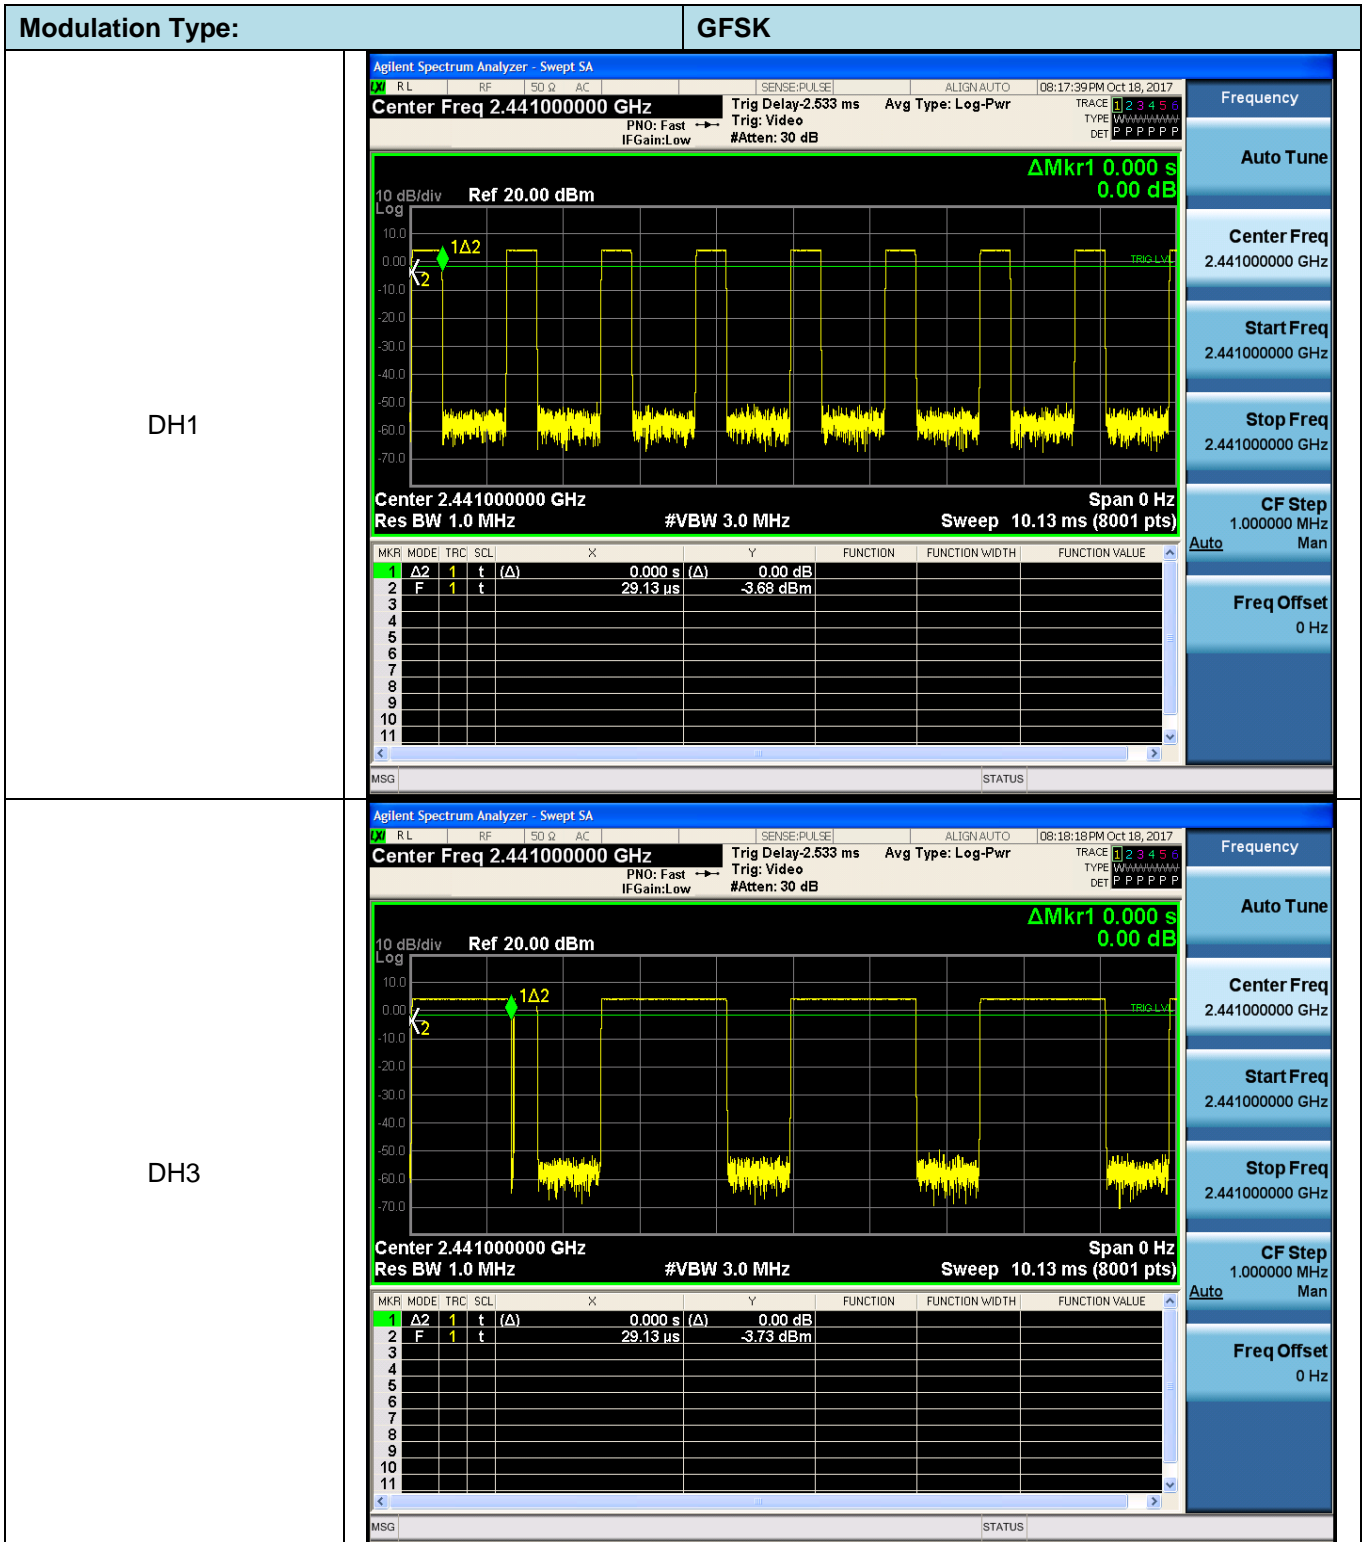 Modulation Type: GFSK
DH1
Agilent Spectrum Analyzer - Swept SA
LXI RL RF 50 Ω AC SENSE:PULSE ALIGN AUTO 08:17:39 PM Oct 18, 2017
Center Freq 2.441000000 GHz Trig Delay-2.533 ms Avg Type: Log-Pwr TRACE 1 2 3 4 5 6
PNO: Fast Trig: Video TYPE
IFGain:Low #Atten: 30 dB DET P P P P P P
ΔMkr1 0.000 s
0.00 dB
10 dB/div Ref 20.00 dBm
Log
10.0
0.00
-10.0
-20.0
-30.0
-40.0
-50.0
-60.0
-70.0
1Δ2
2
TRIG LVL
Center 2.441000000 GHz Span 0 Hz
Res BW 1.0 MHz #VBW 3.0 MHz Sweep 10.13 ms (8001 pts)
MKR MODE TRC SCL X Y FUNCTION FUNCTION WIDTH FUNCTION VALUE
1 Δ2 1 t (Δ) 0.000 s (Δ) 0.00 dB
2 F 1 t 29.13 µs -3.68 dBm
3
4
5
6
7
8
9
10
11
MSG STATUS
Frequency
Auto Tune
Center Freq
2.441000000 GHz
Start Freq
2.441000000 GHz
Stop Freq
2.441000000 GHz
CF Step
1.000000 MHz
Auto Man
Freq Offset
0 Hz
DH3
Agilent Spectrum Analyzer - Swept SA
LXI RL RF 50 Ω AC SENSE:PULSE ALIGN AUTO 08:18:18 PM Oct 18, 2017
Center Freq 2.441000000 GHz Trig Delay-2.533 ms Avg Type: Log-Pwr TRACE 1 2 3 4 5 6
PNO: Fast Trig: Video TYPE
IFGain:Low #Atten: 30 dB DET P P P P P P
ΔMkr1 0.000 s
0.00 dB
10 dB/div Ref 20.00 dBm
Log
10.0
0.00
-10.0
-20.0
-30.0
-40.0
-50.0
-60.0
-70.0
1Δ2
2
TRIG LVL
Center 2.441000000 GHz Span 0 Hz
Res BW 1.0 MHz #VBW 3.0 MHz Sweep 10.13 ms (8001 pts)
MKR MODE TRC SCL X Y FUNCTION FUNCTION WIDTH FUNCTION VALUE
1 Δ2 1 t (Δ) 0.000 s (Δ) 0.00 dB
2 F 1 t 29.13 µs -3.73 dBm
3
4
5
6
7
8
9
10
11
MSG STATUS
Frequency
Auto Tune
Center Freq
2.441000000 GHz
Start Freq
2.441000000 GHz
Stop Freq
2.441000000 GHz
CF Step
1.000000 MHz
Auto Man
Freq Offset
0 Hz